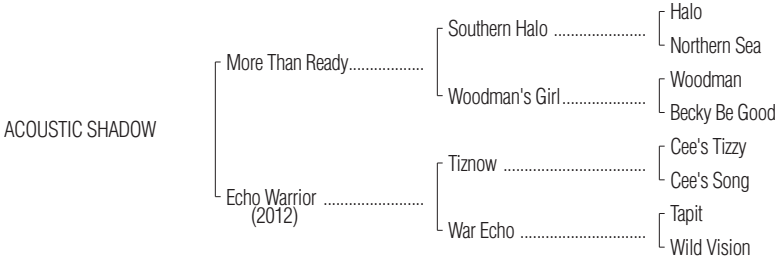 Halo
Southern Halo ........................
Northern Sea
More Than Ready...................
Woodman
Woodman's Girl......................
Becky Be Good
ACOUSTIC SHADOW
Cee's Tizzy
Tiznow .....................................
Cee's Song
Echo Warrior .........................
(2012)
Tapit
War Echo .................................
Wild Vision